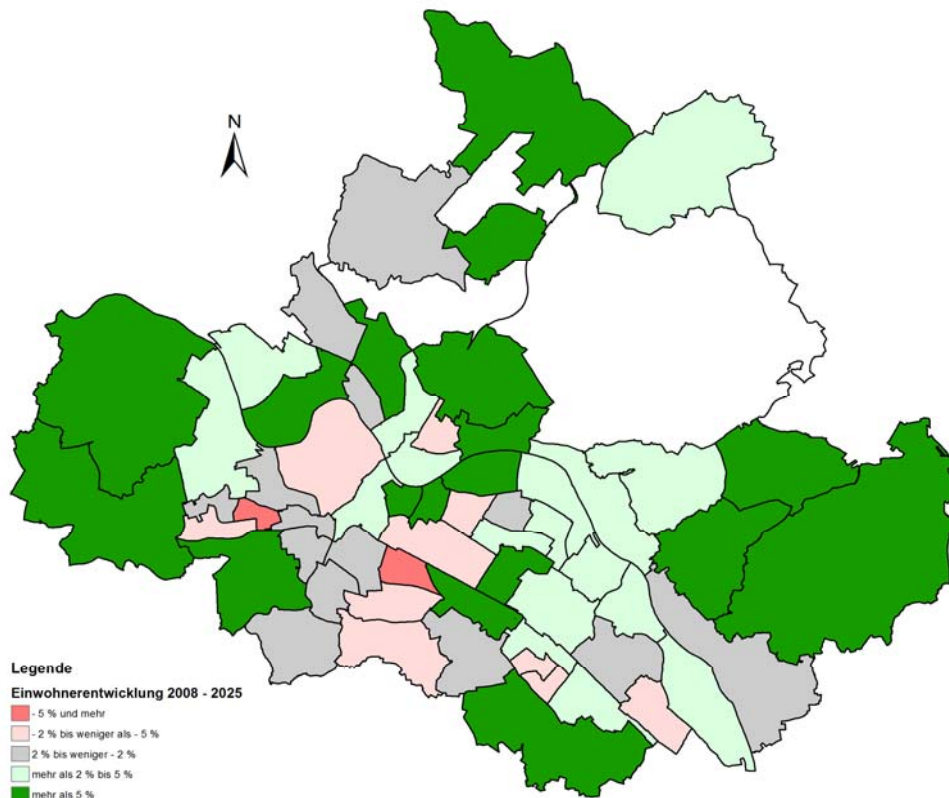 N
Legende
Einwohnerentwicklung 2008 - 2025
- 5 % und mehr
- 2 % bis weniger als - 5 %
2 % bis weniger - 2 %
mehr als 2 % bis 5 %
mehr als 5 %